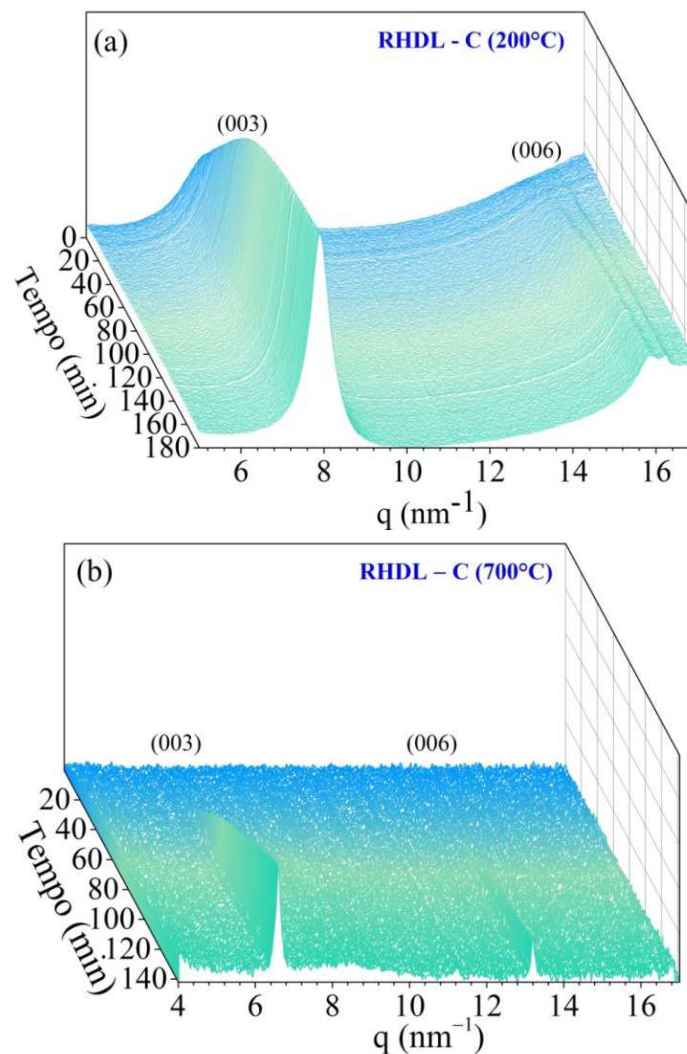 (a)
RHDL - C (200°C)
(003)
(006)
0
20
40
60
80
100
120
140
160
180
Tempo (min)
6 8 10 12 14 16
q (nm-1)
(b)
RHDL – C (700°C)
(003)
(006)
20
40
60
80
100
120
140
Tempo (min)
4 6 8 10 12 14 16
q (nm⁻¹)